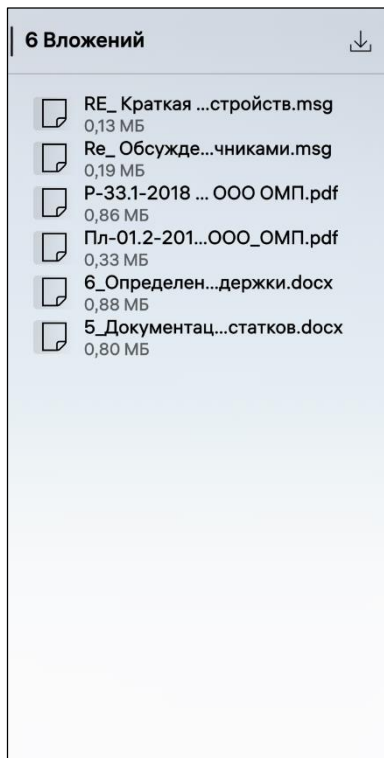 6 Вложений
RE_ Краткая ...стройств.msg
0,13 МБ
Re_ Обсужде...чниками.msg
0,19 МБ
Р-33.1-2018 ... ООО ОМП.pdf
0,86 МБ
Пл-01.2-201...ООО_ОМП.pdf
0,33 МБ
6_Определен...держки.docx
0,88 МБ
5_Документац...статков.docx
0,80 МБ